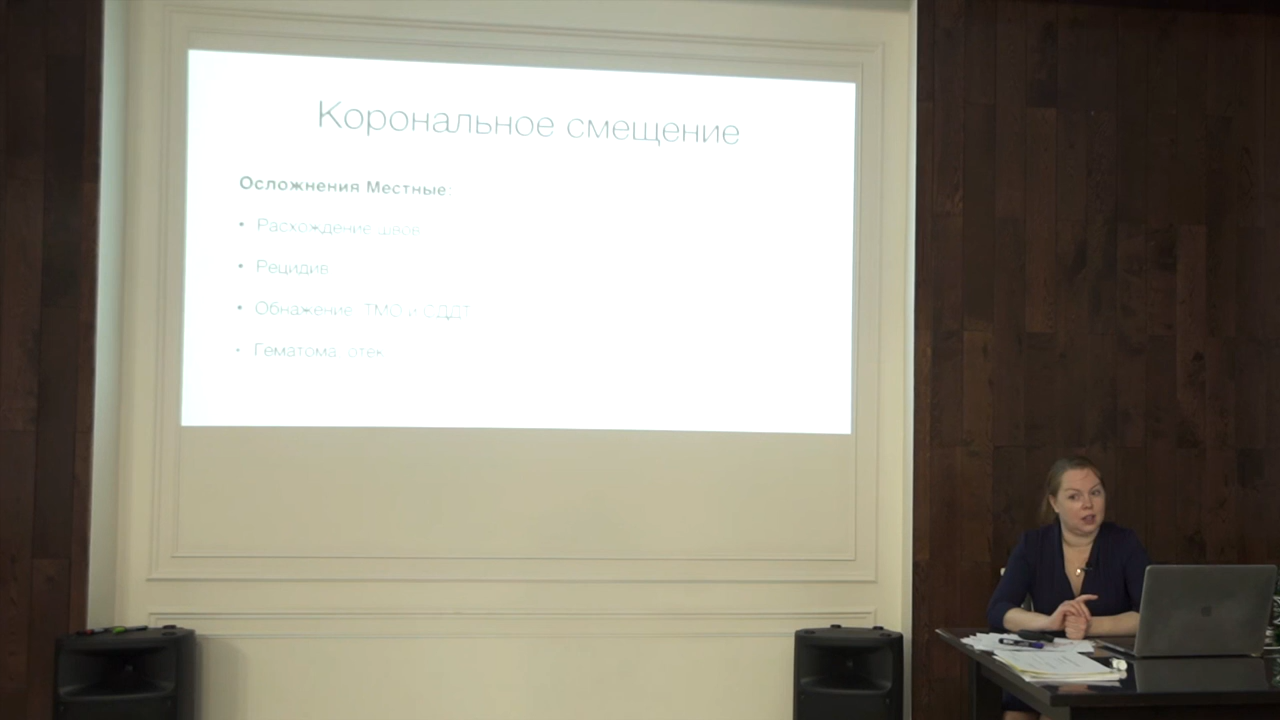 Корональное смещение
Осложнения Местные:
• Расхождение швов
• Рецидив
• Обнажение ТМО и СДДТ
• Гематома, отек